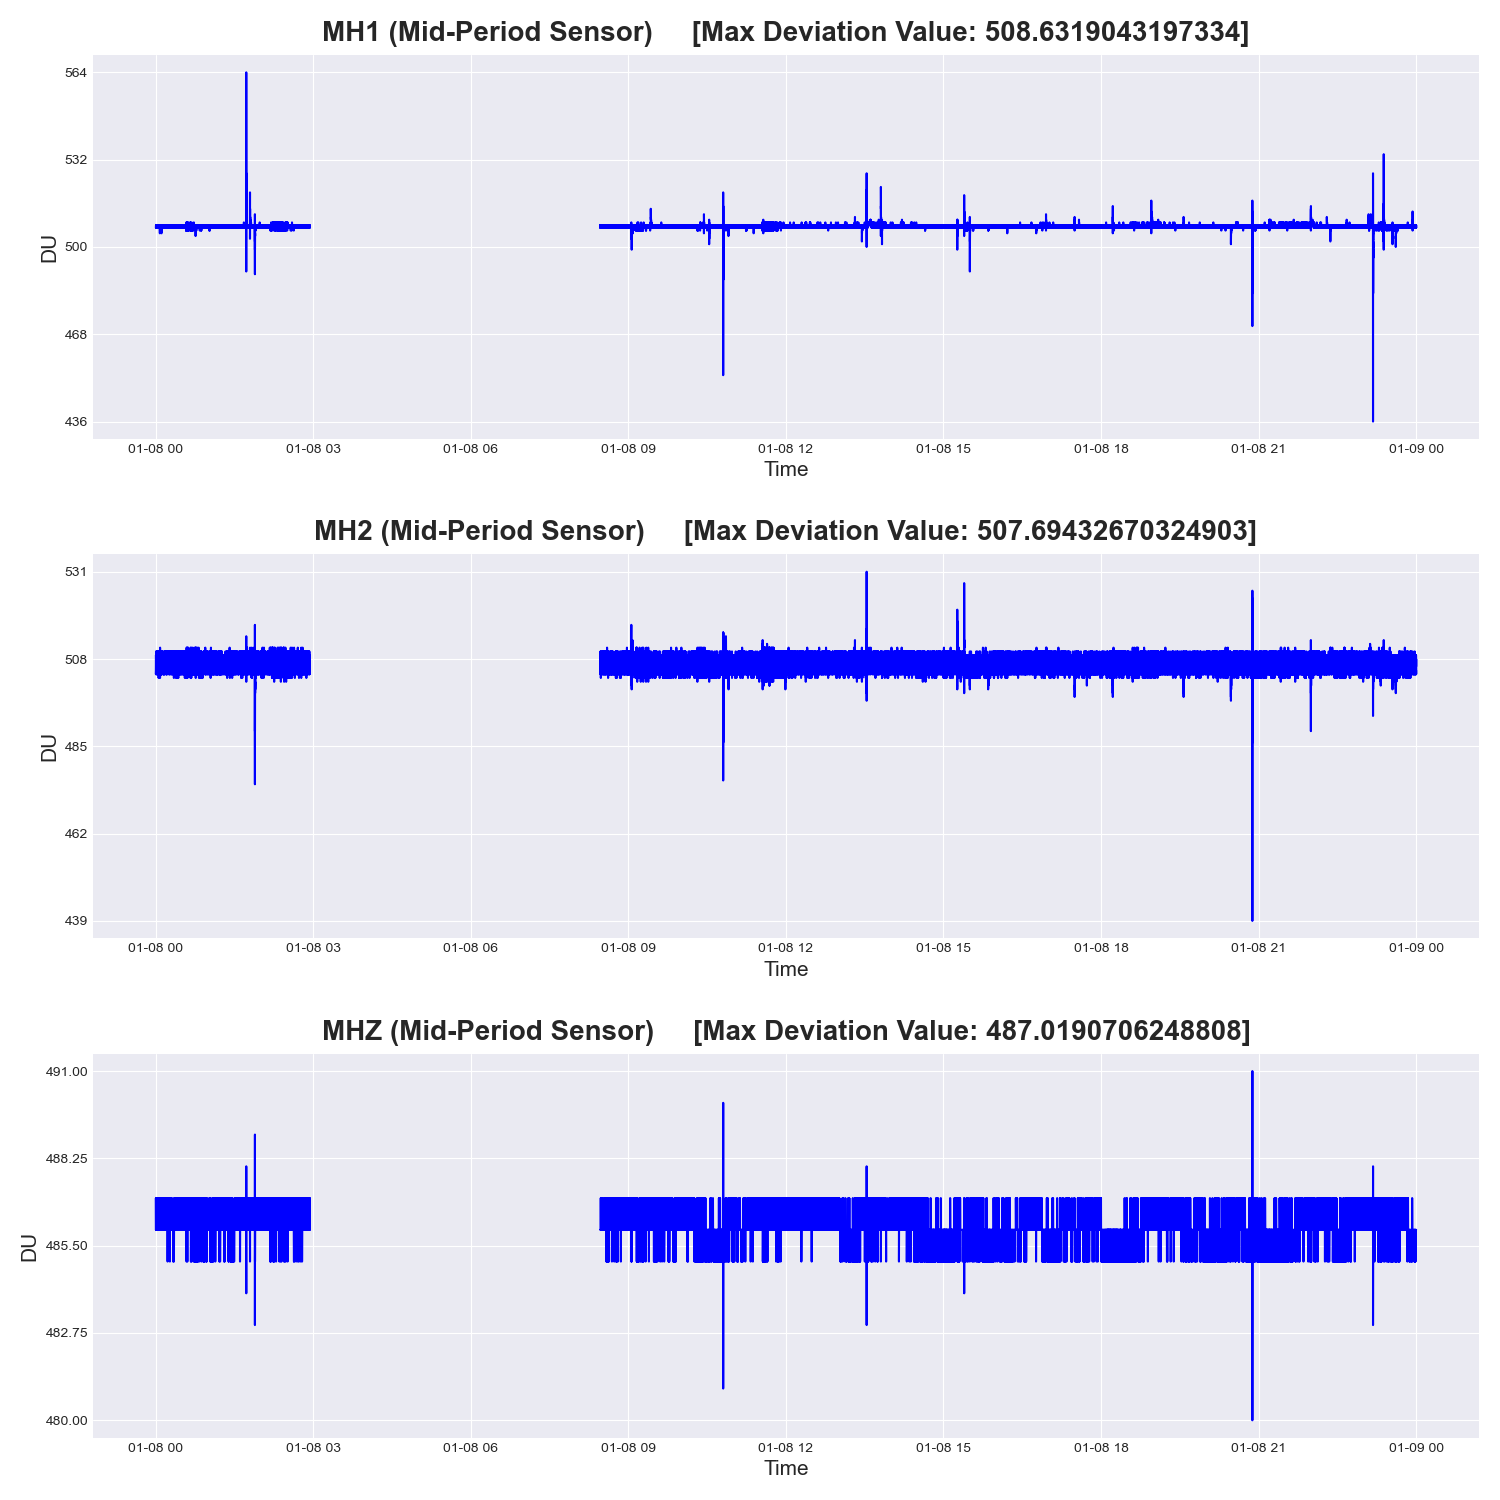 MH1 (Mid-Period Sensor) [Max Deviation Value: 508.6319043197334]
564
532
500
468
436
DU
01-08 00 01-08 03 01-08 06 01-08 09 01-08 12 01-08 15 01-08 18 01-08 21 01-09 00
Time
MH2 (Mid-Period Sensor) [Max Deviation Value: 507.69432670324903]
531
508
485
462
439
DU
01-08 00 01-08 03 01-08 06 01-08 09 01-08 12 01-08 15 01-08 18 01-08 21 01-09 00
Time
MHZ (Mid-Period Sensor) [Max Deviation Value: 487.0190706248808]
491.00
488.25
485.50
482.75
480.00
DU
01-08 00 01-08 03 01-08 06 01-08 09 01-08 12 01-08 15 01-08 18 01-08 21 01-09 00
Time